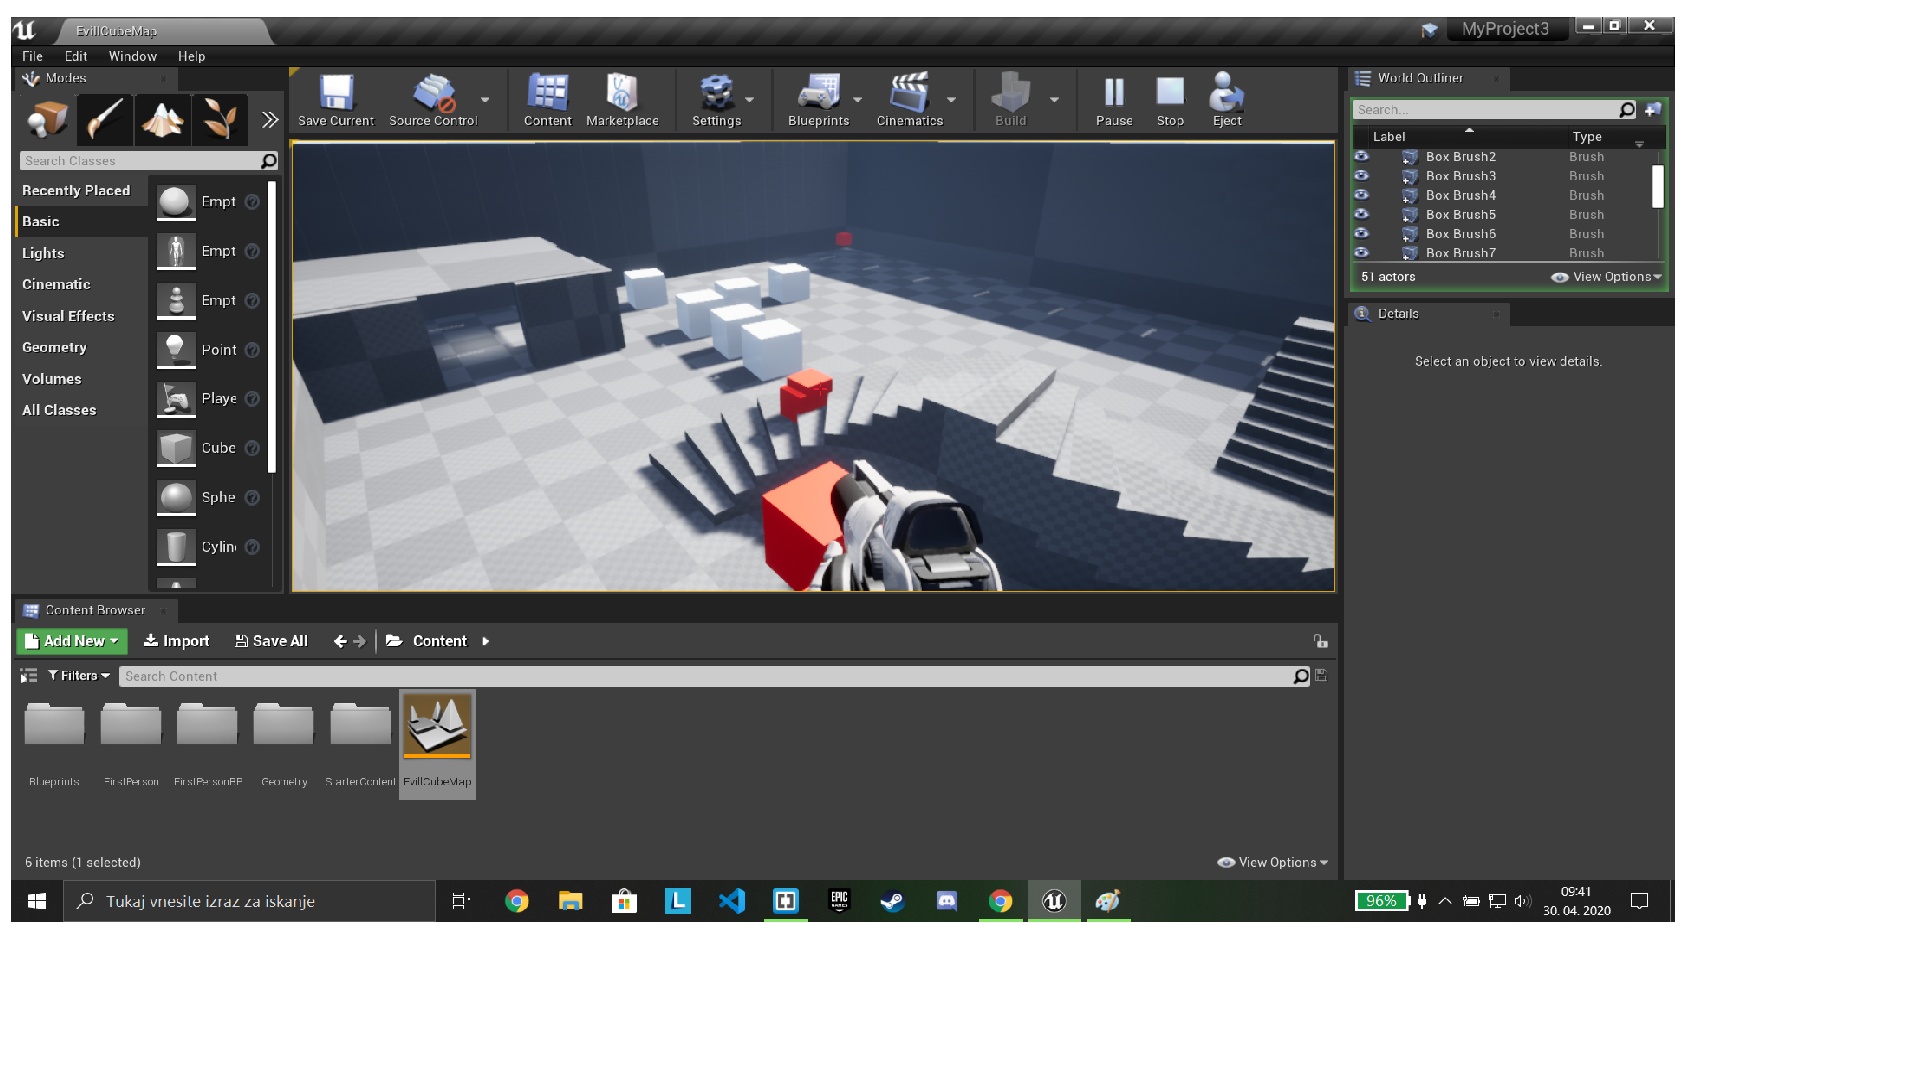 EvillCubeMap
MyProject3
File Edit Window Help
Modes
Search Classes
Recently Placed
Basic
Lights
Cinematic
Visual Effects
Geometry
Volumes
All Classes
Empt
Empt
Empt
Point
Playe
Cube
Sphe
Cylin
Save Current
Source Control
Content
Marketplace
Settings
Blueprints
Cinematics
Build
Pause
Stop
Eject
World Outliner
Search...
Label Type
Box Brush2 Brush
Box Brush3 Brush
Box Brush4 Brush
Box Brush5 Brush
Box Brush6 Brush
Box Brush7 Brush
51 actors View Options
Details
Select an object to view details.
Content Browser
Add New Import Save All Content
Filters Search Content
Blueprints
FirstPerson
FirstPersonBP
Geometry
StarterContent
EvillCubeMap
6 items (1 selected)
View Options
Tukaj vnesite izraz za iskanje
L
EPIC
GAMES
96%
09:41
30. 04. 2020